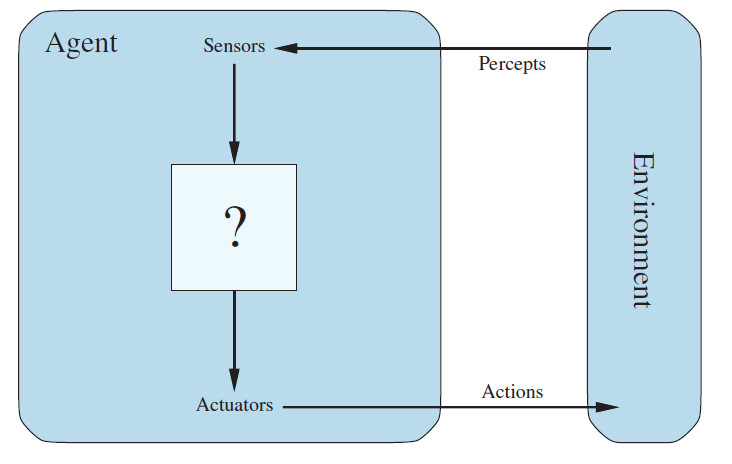 Agent
Sensors
Percepts
?
Environment
Actions
Actuators